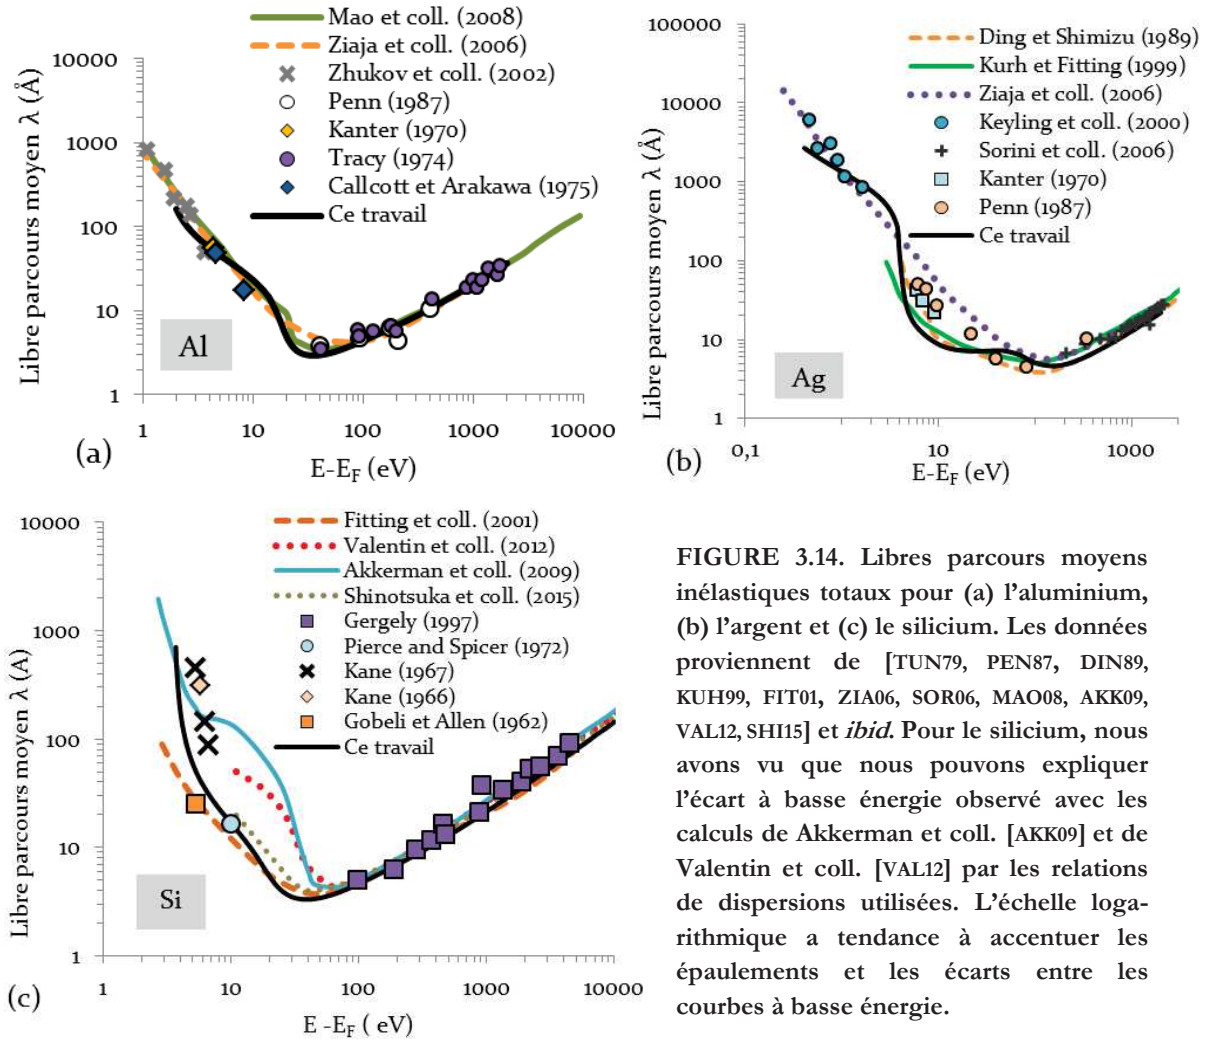 Mao et coll. (2008)
Ziaja et coll. (2006)
Zhukov et coll. (2002)
Penn (1987)
Kanter (1970)
Tracy (1974)
Callcott et Arakawa (1975)
Ce travail
Libre parcours moyen λ (Å)
10000
1000
100
10
1
Al
1 10 100 1000 10000
(a)
E-EF (eV)
Ding et Shimizu (1989)
Kurh et Fitting (1999)
Ziaja et coll. (2006)
Keyling et coll. (2000)
Sorini et coll. (2006)
Kanter (1970)
Penn (1987)
Ce travail
Libre parcours moyen λ (Å)
100000
10000
1000
100
10
1
Ag
0,1 10 1000
(b)
E-EF (eV)
Fitting et coll. (2001)
Valentin et coll. (2012)
Akkerman et coll. (2009)
Shinotsuka et coll. (2015)
Gergely (1997)
Pierce and Spicer (1972)
Kane (1967)
Kane (1966)
Gobeli et Allen (1962)
Ce travail
Libre parcours moyen λ (A)
10000
1000
100
10
1
Si
1 10 100 1000 10000
(c)
E -EF ( eV)
FIGURE 3.14. Libres parcours moyens
inélastiques totaux pour (a) l'aluminium,
(b) l'argent et (c) le silicium. Les données
proviennent de [TUN79, PEN87, DIN89,
KUH99, FIT01, ZIA06, SOR06, MAO08, AKK09,
VAL12, SHI15] et ibid. Pour le silicium, nous
avons vu que nous pouvons expliquer
l'écart à basse énergie observé avec les
calculs de Akkerman et coll. [AKK09] et de
Valentin et coll. [VAL12] par les relations
de dispersions utilisées. L'échelle loga-
rithmique a tendance à accentuer les
épaulements et les écarts entre les
courbes à basse énergie.